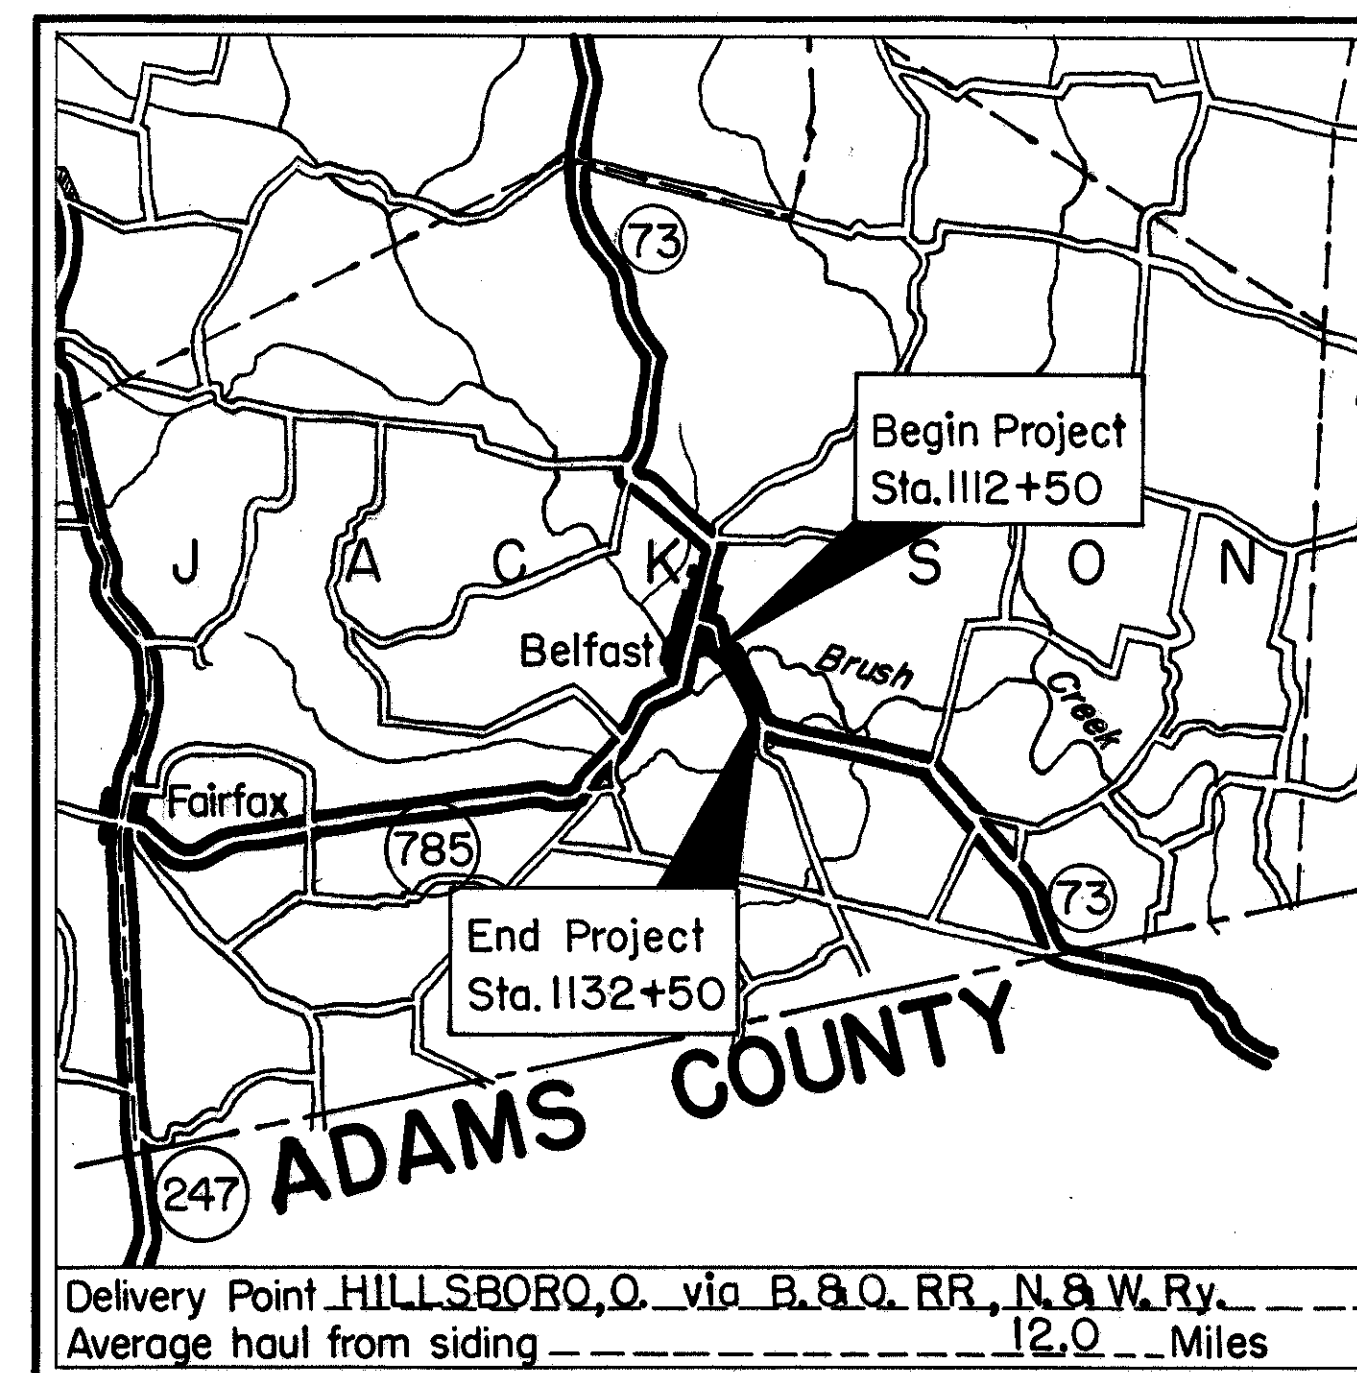 73
Begin Project
Sta. 1112+50
J A C K S O N
Belfast
Brush
Creek
Fairfax
785
73
End Project
Sta. 1132+50
ADAMS COUNTY
247
Delivery Point HILLSBORO, O. via B. & O. RR, N. & W. Ry.
Average haul from siding 12.0 Miles